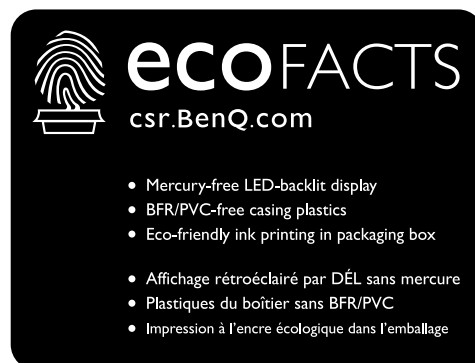 ecoFACTS
csr.BenQ.com
• Mercury-free LED-backlit display
• BFR/PVC-free casing plastics
• Eco-friendly ink printing in packaging box
• Affichage rétroéclairé par DÉL sans mercure
• Plastiques du boîtier sans BFR/PVC
• Impression à l'encre écologique dans l'emballage